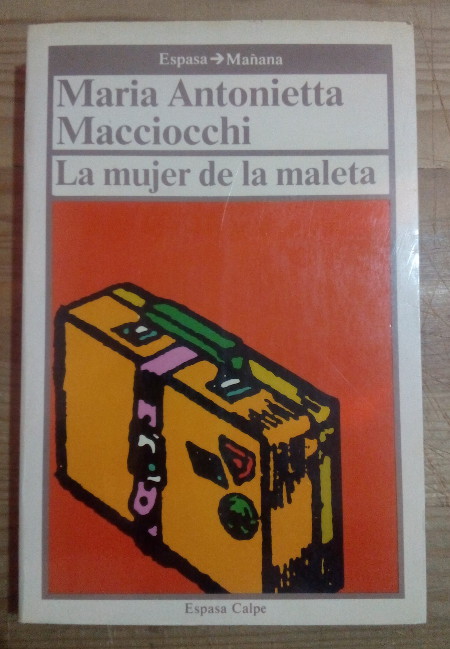 Espasa→Mañana
Maria Antonietta
Macciocchi
La mujer de la maleta
Espasa Calpe